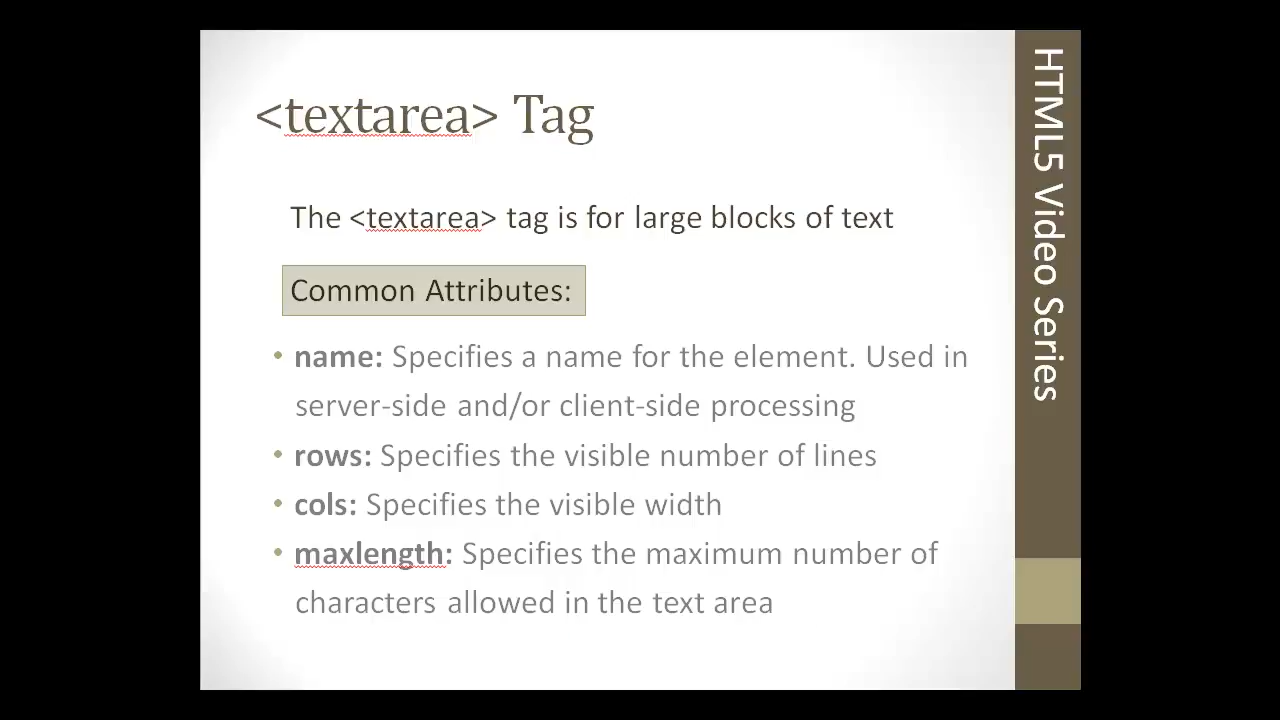 <textarea> Tag
The <textarea> tag is for large blocks of text
Common Attributes:
• name: Specifies a name for the element. Used in
server-side and/or client-side processing
• rows: Specifies the visible number of lines
• cols: Specifies the visible width
• maxlength: Specifies the maximum number of
characters allowed in the text area
HTML5 Video Series